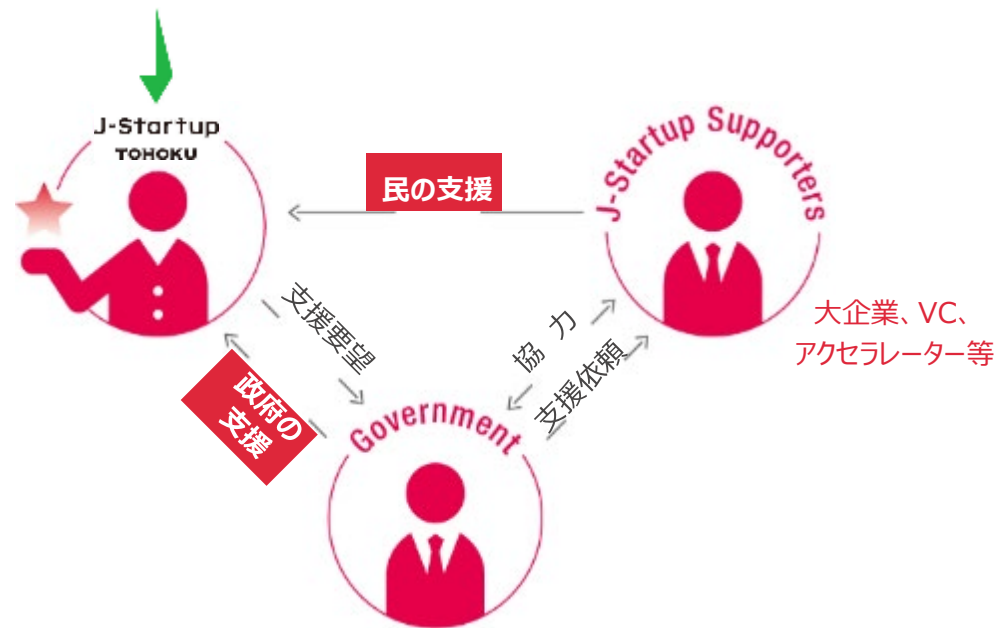 J-Startup
TOHOKU
民の支援
J-Startup Supporters
大企業、VC、
アクセラレーター等
支援要望
政府の
支援
協 力
支援依頼
Government